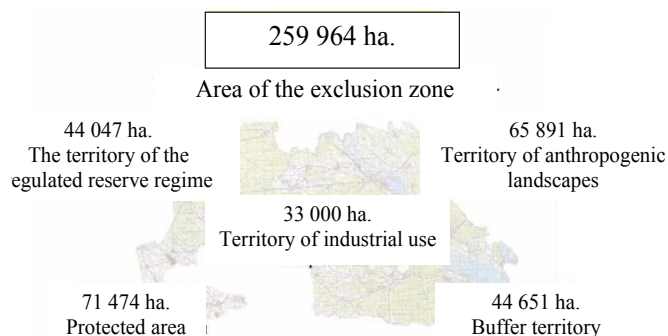 259 964 ha.
Area of the exclusion zone
44 047 ha.
The territory of the
egulated reserve regime
65 891 ha.
Territory of anthropogenic
landscapes
33 000 ha.
Territory of industrial use
71 474 ha.
Protected area
44 651 ha.
Buffer territory